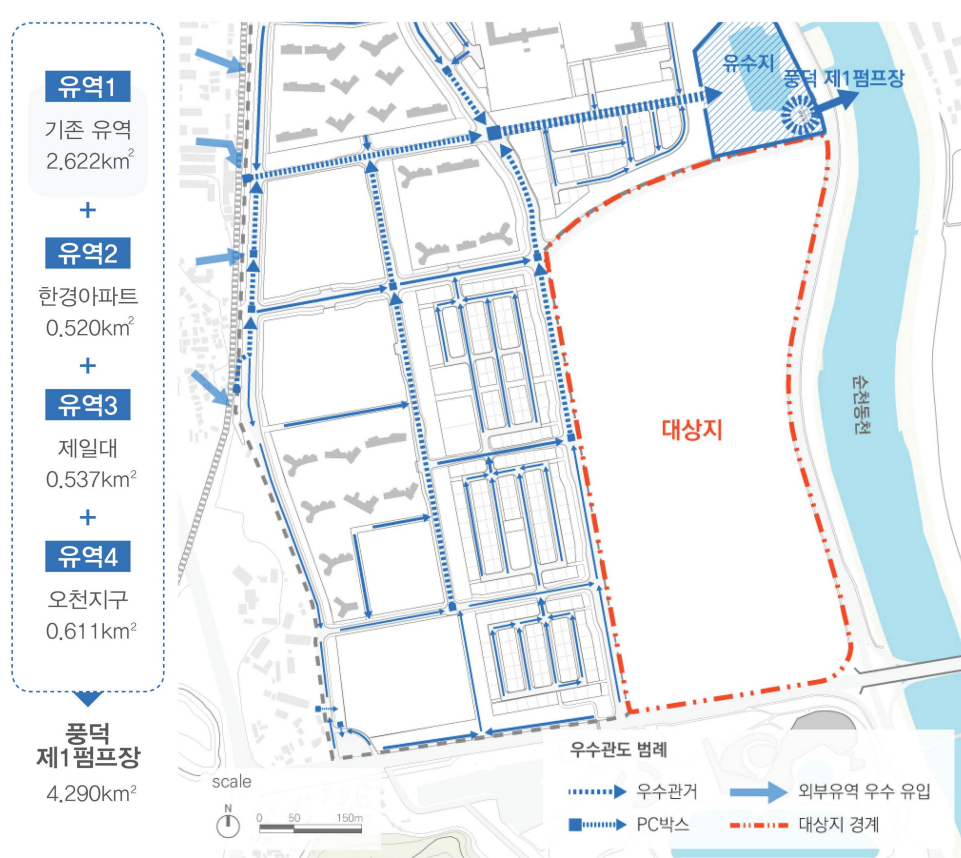 유역1
기존 유역
2.622km²
+
유역2
한경아파트
0.520km²
+
유역3
제일대
0.537km²
+
유역4
오천지구
0.611km²
풍덕
제1펌프장
4.290km²
유수지
풍덕 제1펌프장
순천동천
대상지
scale
N
0 50 150m
우수관도 범례
우수관거
외부유역 우수 유입
PC박스
대상지 경계